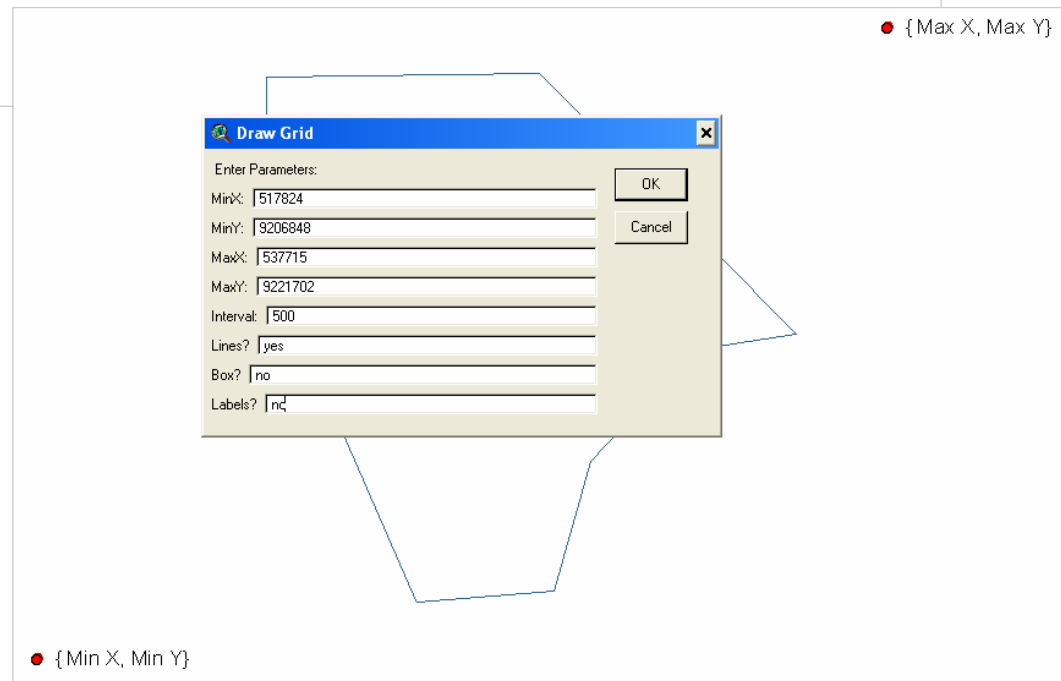 {Max X, Max Y}
Draw Grid
Enter Parameters:
MinX: 517824
MinY: 9206848
MaxX: 537715
MaxY: 9221702
Interval: 500
Lines? yes
Box? no
Labels? no
OK
Cancel
{Min X, Min Y}